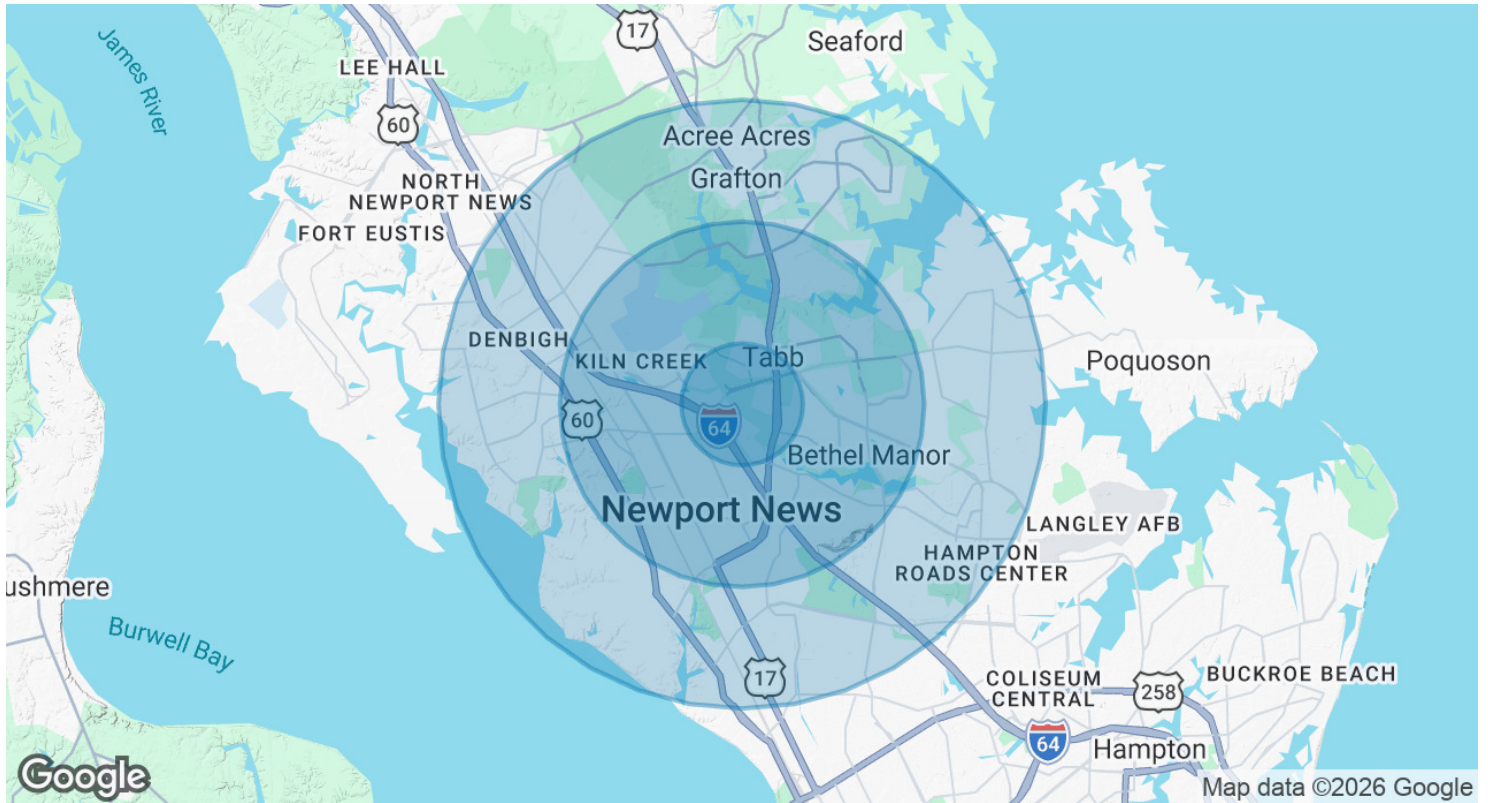 17
Seaford
James River
LEE HALL
60
Acree Acres
Grafton
NORTH
NEWPORT NEWS
FORT EUSTIS
DENBIGH
KILN CREEK
Tabb
Poquoson
60
64
Bethel Manor
Newport News
LANGLEY AFB
HAMPTON
ROADS CENTER
ushmere
Burwell Bay
17
COLISEUM
CENTRAL
258
BUCKROE BEACH
64
Hampton
Google
Map data ©2026 Google